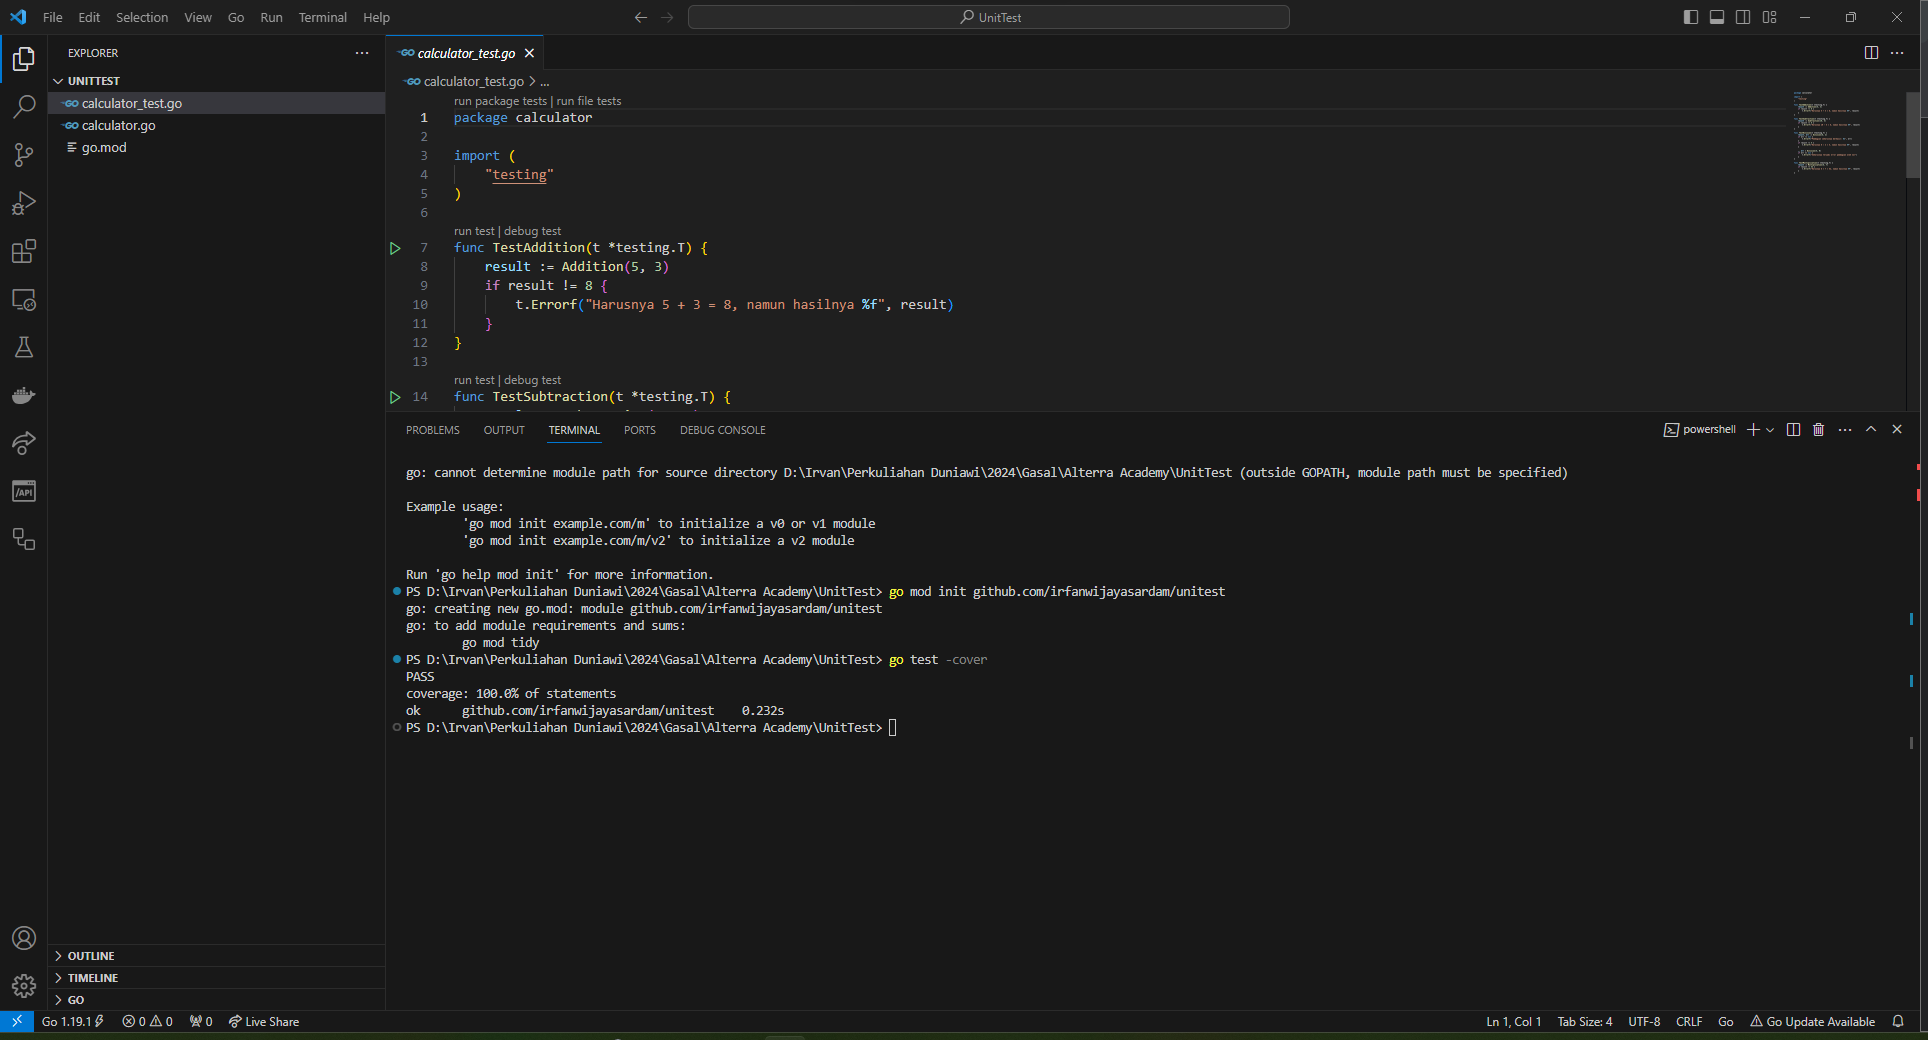 File Edit Selection View Go Run Terminal Help
UnitTest
EXPLORER
UNITTEST
calculator_test.go
calculator.go
go.mod
OUTLINE
TIMELINE
GO
GO calculator_test.go
GO calculator_test.go > ...
run package tests | run file tests
1 package calculator
2
3 import (
4 "testing"
5 )
6
run test | debug test
7 func TestAddition(t *testing.T) {
8 result := Addition(5, 3)
9 if result != 8 {
10 t.Errorf("Harusnya 5 + 3 = 8, namun hasilnya %f", result)
11 }
12 }
13
run test | debug test
14 func TestSubtraction(t *testing.T) {
PROBLEMS OUTPUT TERMINAL PORTS DEBUG CONSOLE
powershell
go: cannot determine module path for source directory D:\Irvan\Perkuliahan Duniawi\2024\Gasal\Alterra Academy\UnitTest (outside GOPATH, module path must be specified)
Example usage:
'go mod init example.com/m' to initialize a v0 or v1 module
'go mod init example.com/m/v2' to initialize a v2 module
Run 'go help mod init' for more information.
PS D:\Irvan\Perkuliahan Duniawi\2024\Gasal\Alterra Academy\UnitTest> go mod init github.com/irfanwijayasardam/unitest
go: creating new go.mod: module github.com/irfanwijayasardam/unitest
go: to add module requirements and sums:
go mod tidy
PS D:\Irvan\Perkuliahan Duniawi\2024\Gasal\Alterra Academy\UnitTest> go test -cover
PASS
coverage: 100.0% of statements
ok github.com/irfanwijayasardam/unitest 0.232s
PS D:\Irvan\Perkuliahan Duniawi\2024\Gasal\Alterra Academy\UnitTest>
Go 1.19.1 0 0 0 Live Share
Ln 1, Col 1 Tab Size: 4 UTF-8 CRLF Go Go Update Available